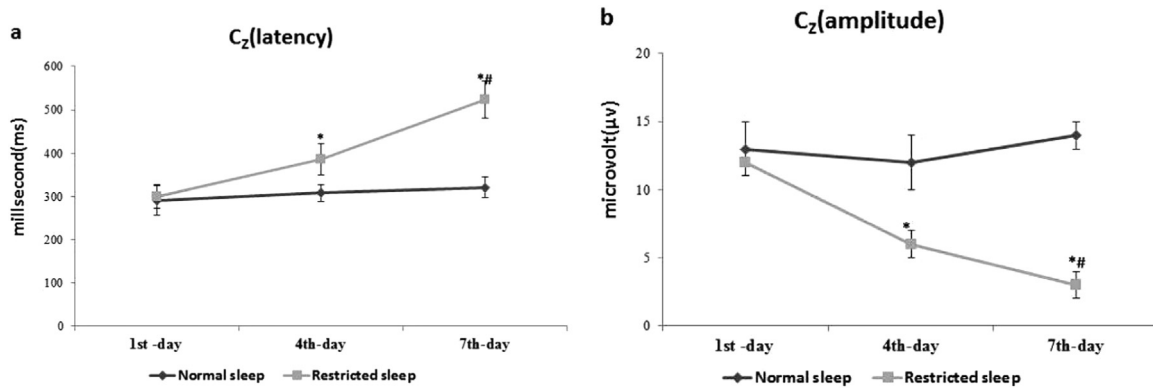 a
C_Z(latency)
millsecond(ms)
600
500
400
300
200
100
0
*
*#
1st -day 4th-day 7th-day
Normal sleep Restricted sleep
b
C_Z(amplitude)
microvolt(μv)
20
15
10
5
0
*
*#
1st-day 4th-day 7th-day
Normal sleep Restricted sleep